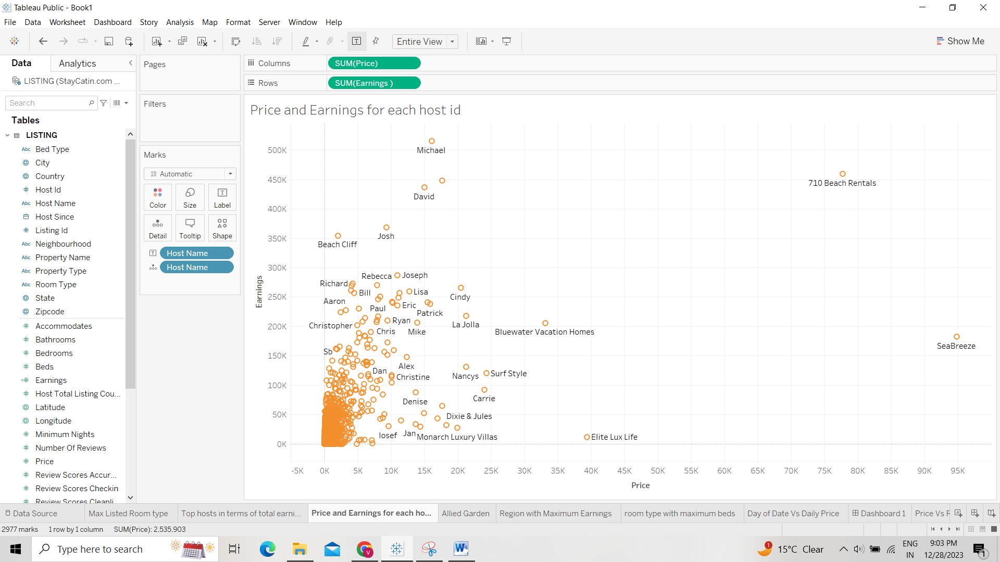 Tableau Public - Book1
File Data Worksheet Dashboard Story Analysis Map Format Server Window Help
Entire View
Show Me
Data Analytics
LISTING (StayCatin.com ...
Search
Tables
LISTING
Abc Bed Type
City
Country
# Host Id
Abc Host Name
Host Since
# Listing Id
Abc Neighbourhood
Abc Property Name
Abc Property Type
Abc Room Type
State
Zipcode
# Accommodates
# Bathrooms
# Bedrooms
# Beds
=# Earnings
# Host Total Listing Cou...
Latitude
Longitude
# Minimum Nights
# Number Of Reviews
# Price
# Review Scores Accur...
# Review Scores Checkin
# Review Scores Cleanli
Pages
Filters
Marks
Automatic
Color Size Label
Detail Tooltip Shape
Host Name
Host Name
Columns SUM(Price)
Rows SUM(Earnings )
Price and Earnings for each host id
Earnings
500K
450K
400K
350K
300K
250K
200K
150K
100K
50K
0K
Michael
710 Beach Rentals
David
Josh
Beach Cliff
Rebecca Joseph
Richard
Bill Lisa
Cindy
Aaron
Paul Eric
Patrick
Ryan
La Jolla
Christopher
Chris Mike Bluewater Vacation Homes
SeaBreeze
Sb
Alex
Dan
Christine
Nancys Surf Style
Carrie
Denise
Dixie & Jules
Iosef Jan Monarch Luxury Villas
Elite Lux Life
-5K 0K 5K 10K 15K 20K 25K 30K 35K 40K 45K 50K 55K 60K 65K 70K 75K 80K 85K 90K 95K
Price
Data Source Max Listed Room type Top hosts in terms of total earni... Price and Earnings for each ho... Allied Garden Region with Maximum Earnings room type with maximum beds Day of Date Vs Daily Price Dashboard 1 Price Vs R
2977 marks 1 row by 1 column SUM(Price): 2,535,903
Type here to search
1
15°C Clear
ENG
IN
9:03 PM
12/28/2023
1